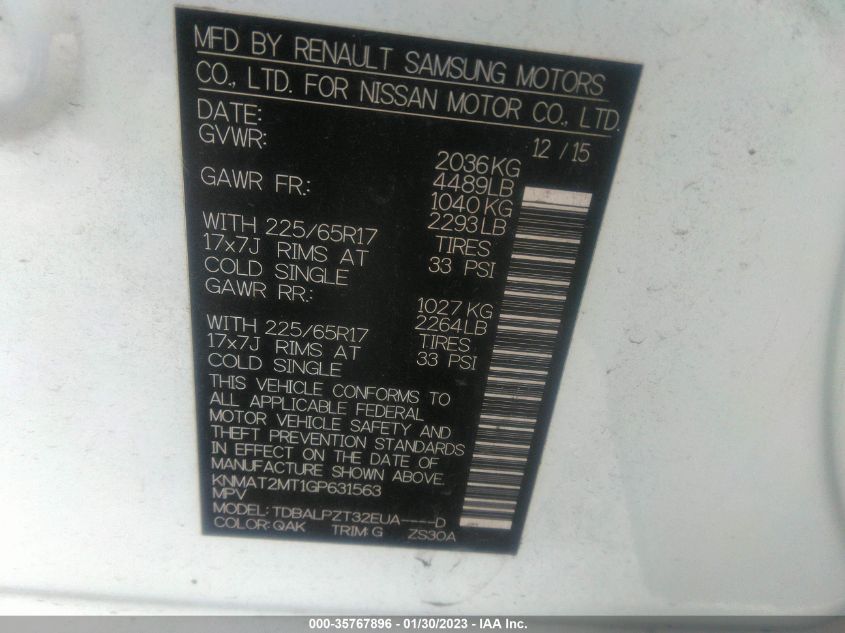 MFD BY RENAULT SAMSUNG MOTORS
CO., LTD. FOR NISSAN MOTOR CO., LTD.
DATE: 12 / 15
GVWR: 2036KG
4489LB
GAWR FR.: 1040KG
2293LB
WITH 225/65R17 TIRES
17x7J RIMS AT 33 PSI
COLD SINGLE
GAWR RR.: 1027KG
2264LB
WITH 225/65R17 TIRES
17x7J RIMS AT 33 PSI
COLD SINGLE
THIS VEHICLE CONFORMS TO
ALL APPLICABLE FEDERAL
MOTOR VEHICLE SAFETY AND
THEFT PREVENTION STANDARDS
IN EFFECT ON THE DATE OF
MANUFACTURE SHOWN ABOVE.
KNMAT2MT1GP631563
MPV
MODEL: TDBALPZT32EUA----D
COLOR: QAK TRIM: G ZS30A
000-35767896 - 01/30/2023 - IAA Inc.